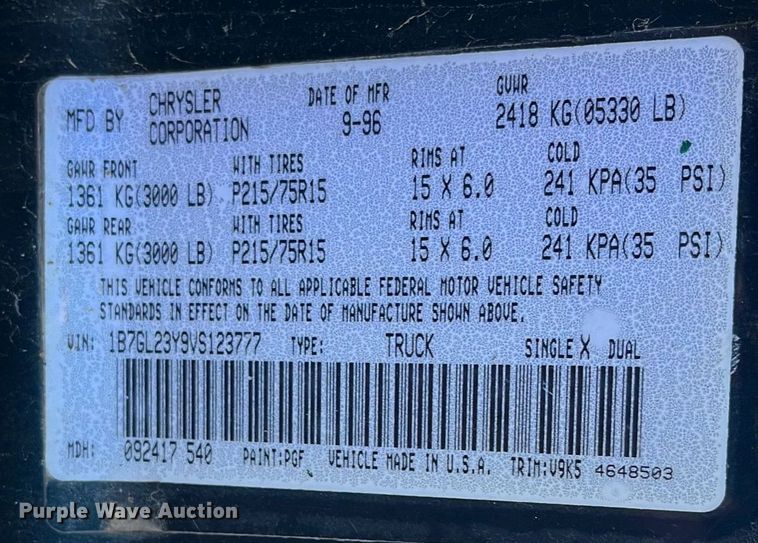 MFD BY CHRYSLER CORPORATION DATE OF MFR 9-96 GVWR 2418 KG(05330 LB)
GAWR FRONT WITH TIRES RIMS AT COLD
1361 KG(3000 LB) P215/75R15 15 X 6.0 241 KPA(35 PSI)
GAWR REAR WITH TIRES RIMS AT COLD
1361 KG(3000 LB) P215/75R15 15 X 6.0 241 KPA(35 PSI)
THIS VEHICLE CONFORMS TO ALL APPLICABLE FEDERAL MOTOR VEHICLE SAFETY
STANDARDS IN EFFECT ON THE DATE OF MANUFACTURE SHOWN ABOVE.
VIN: 1B7GL23Y9VS123777 TYPE: TRUCK SINGLE X DUAL
MDH: 092417 540 PAINT:PGF VEHICLE MADE IN U.S.A. TRIM:V9K5 4648503
Purple Wave Auction